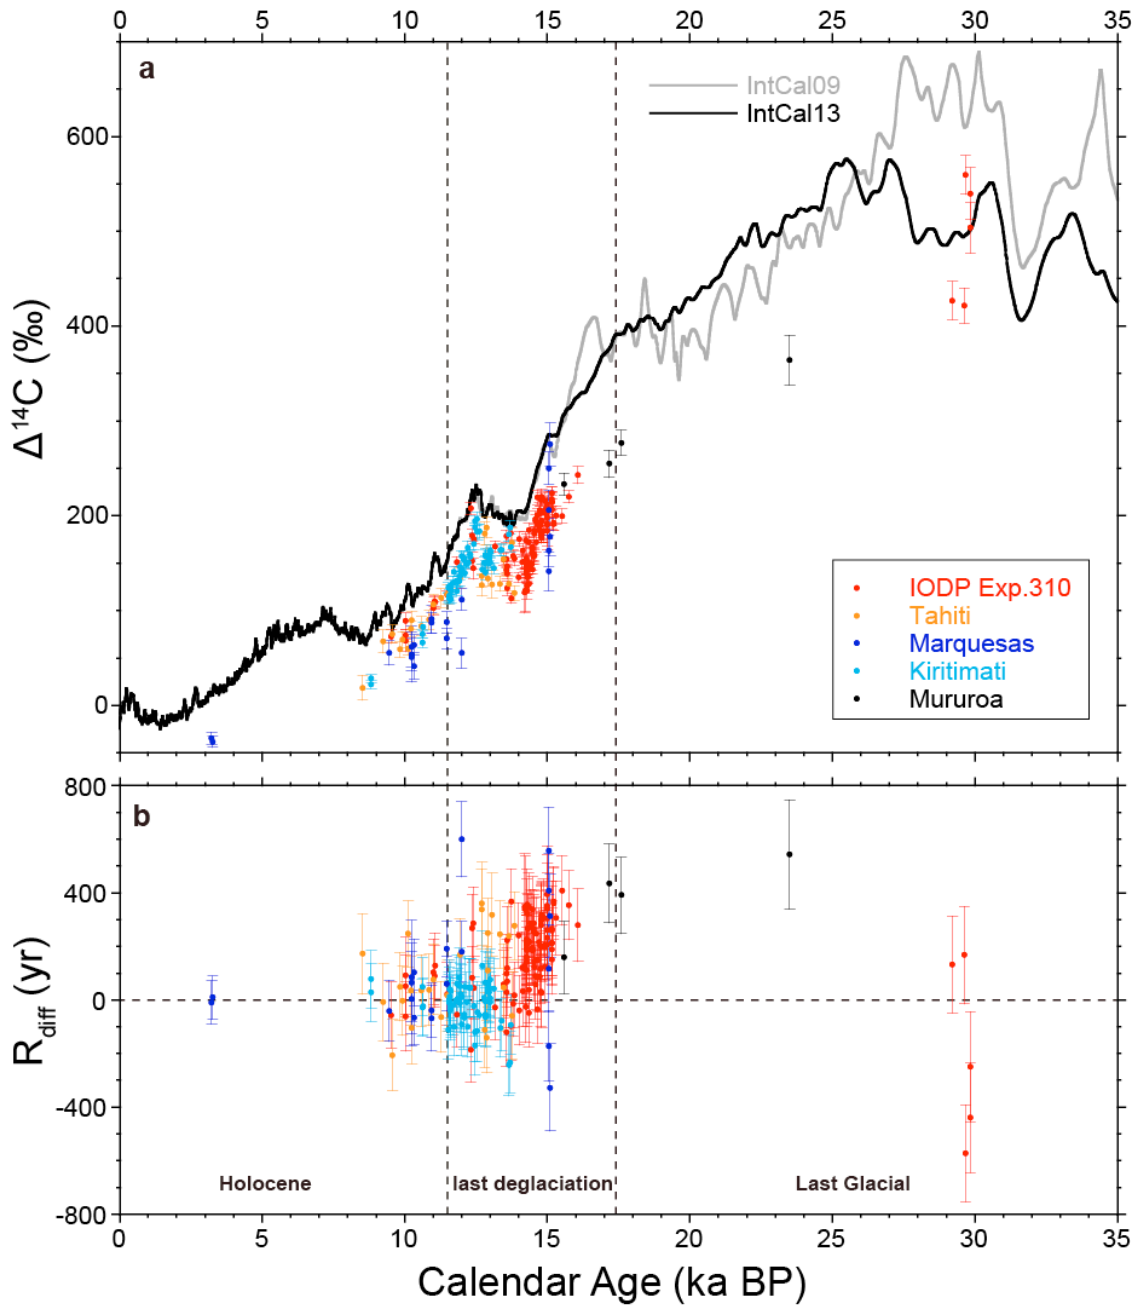 0 5 10 15 20 25 30 35
a
IntCal09
IntCal13
600
400
200
0
Δ¹⁴C (‰)
IODP Exp.310
Tahiti
Marquesas
Kiritimati
Mururoa
b
800
400
0
-400
-800
R_diff (yr)
Holocene
last deglaciation
Last Glacial
0 5 10 15 20 25 30 35
Calendar Age (ka BP)